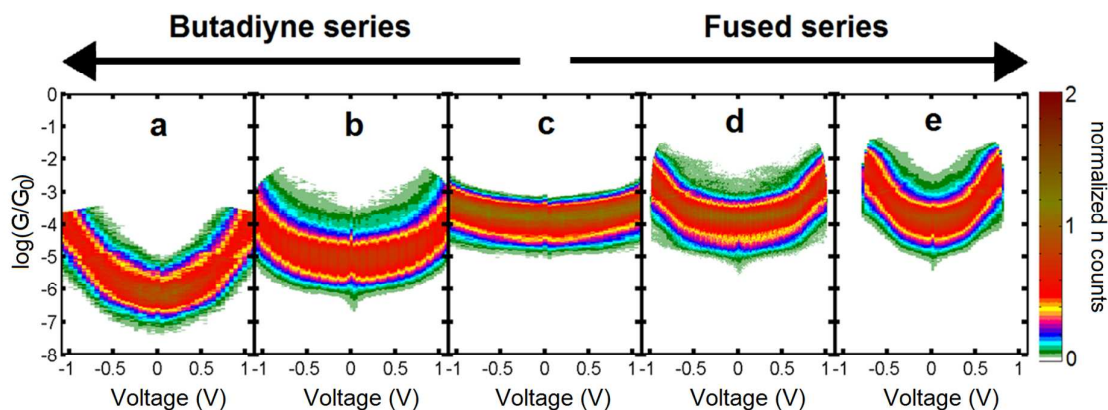 Butadiyne series Fused series
a b c d e
0
-1
-2
-3
-4
-5
-6
-7
-8
log(G/G₀)
-1 -0.5 0 0.5 1 -1 -0.5 0 0.5 1 -1 -0.5 0 0.5 1 -1 -0.5 0 0.5 1 -1 -0.5 0 0.5 1
Voltage (V) Voltage (V) Voltage (V) Voltage (V) Voltage (V)
2
1
0
normalized n counts